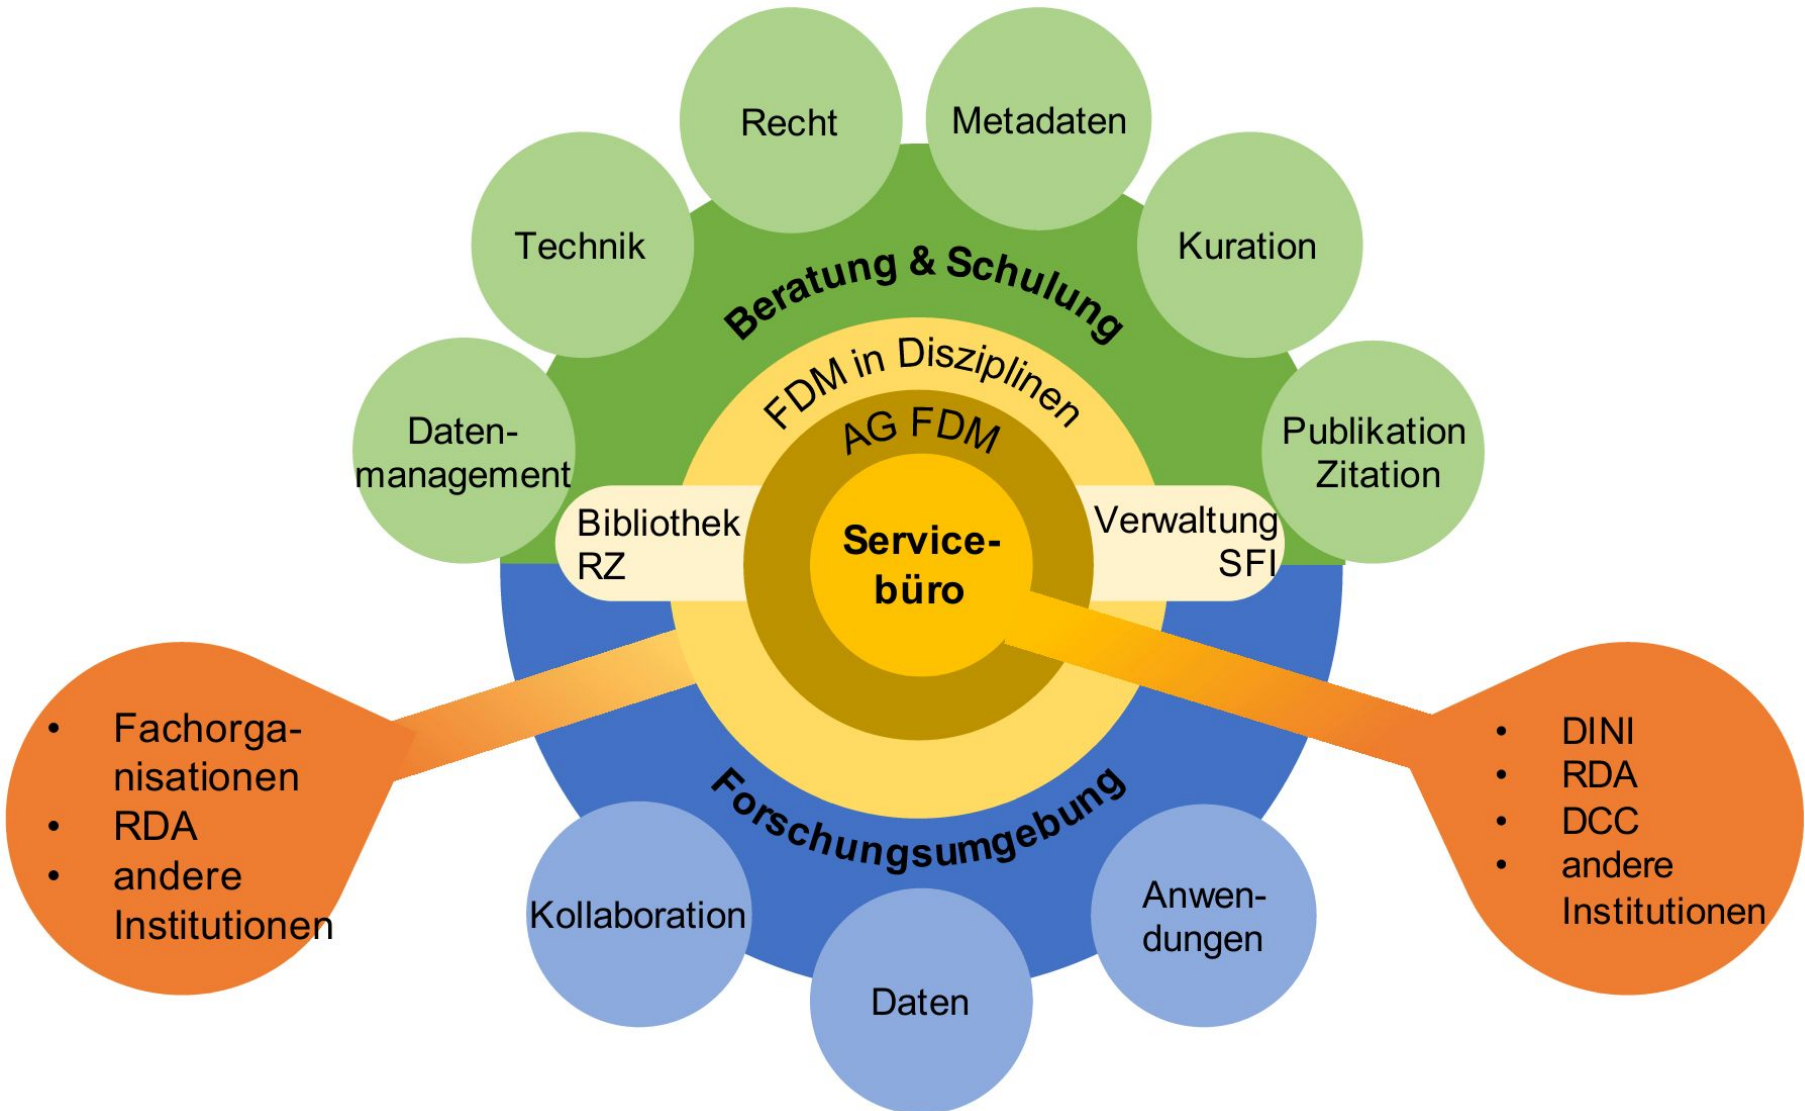 Recht
Metadaten
Technik
Kuration
Beratung & Schulung
FDM in Disziplinen
AG FDM
Daten-
management
Publikation
Zitation
Bibliothek
RZ
Service-
büro
Verwaltung
SFI
• Fachorga-
nisationen
• RDA
• andere
Institutionen
• DINI
• RDA
• DCC
• andere
Institutionen
Forschungsumgebung
Kollaboration
Daten
Anwen-
dungen